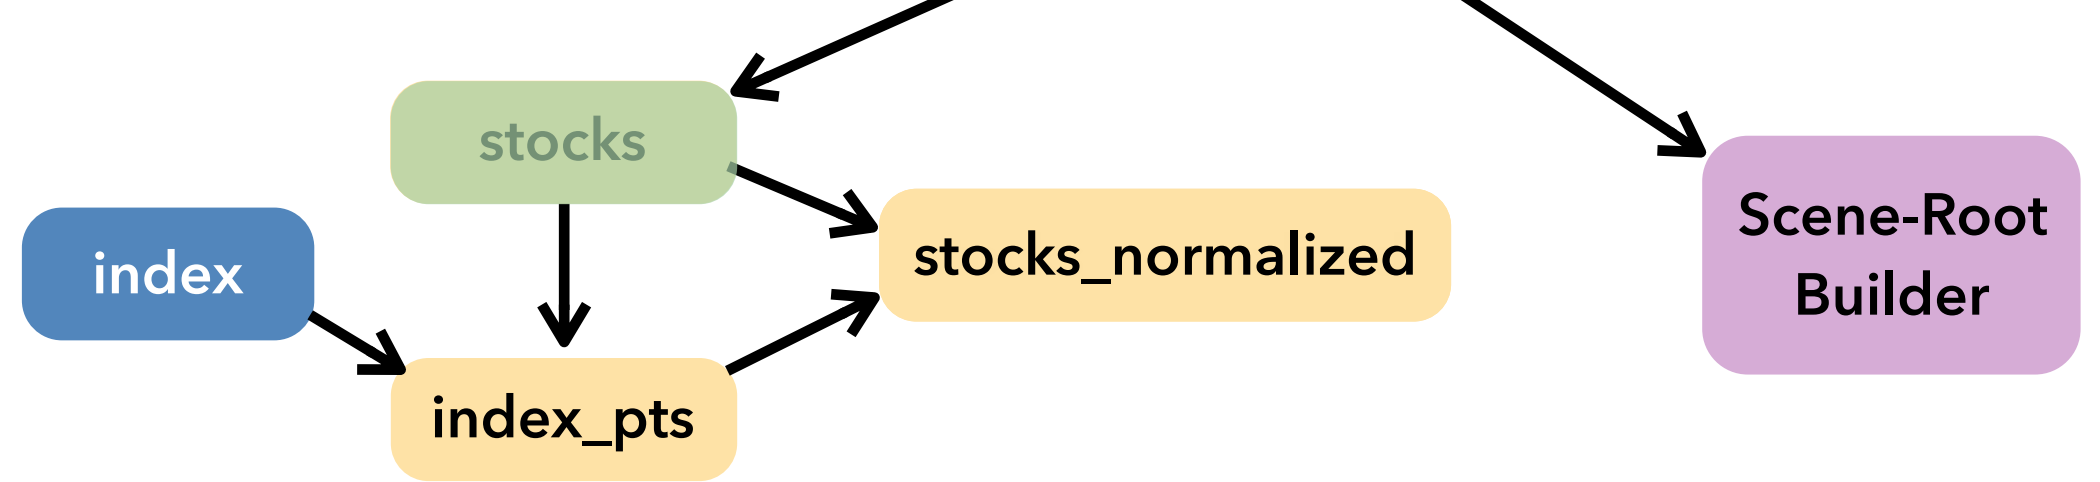 stocks
index
stocks_normalized
Scene-Root
Builder
index_pts